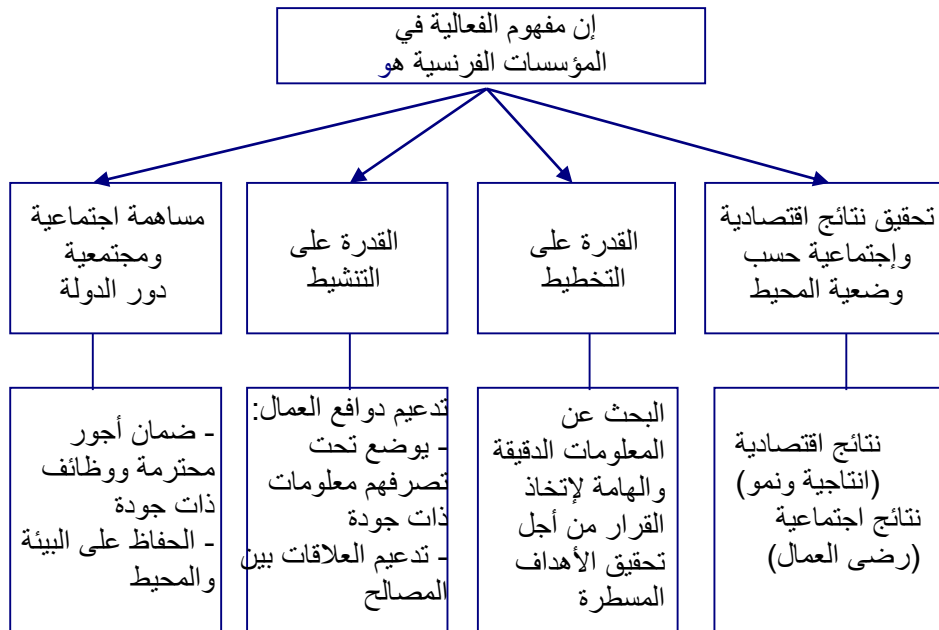 إن مفهوم الفعالية في
المؤسسات الفرنسية هو
تحقيق نتائج اقتصادية
وإجتماعية حسب
وضعية المحيط
القدرة على
التخطيط
القدرة على
التنشيط
مساهمة اجتماعية
ومجتمعية
دور الدولة
نتائج اقتصادية
(انتاجية ونمو)
نتائج اجتماعية
(رضى العمال)
البحث عن
المعلومات الدقيقة
والهامة لإتخاذ
القرار من أجل
تحقيق الأهداف
المسطرة
تدعيم دوافع العمال:
- يوضع تحت
تصرفهم معلومات
ذات جودة
- تدعيم العلاقات بين
المصالح
- ضمان أجور
محترمة ووظائف
ذات جودة
- الحفاظ على البيئة
والمحيط